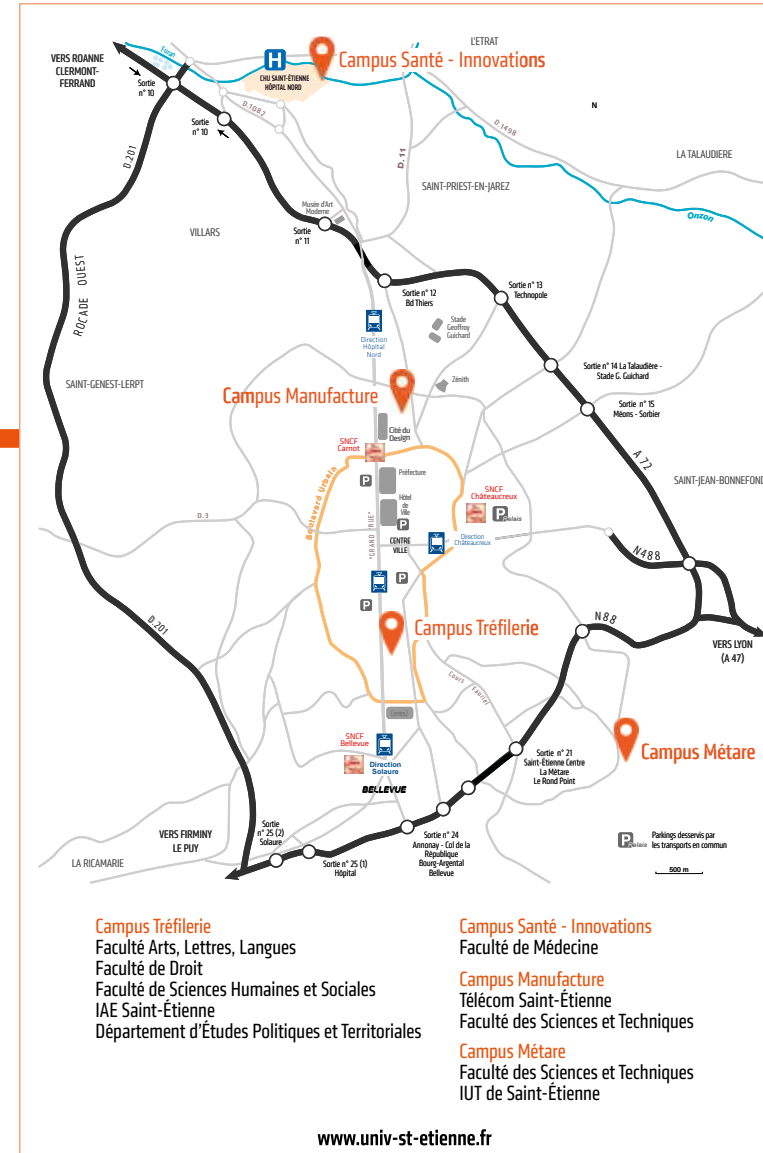 L'ETRAT
VERS ROANNE
CLERMONT-
FERRAND
Furan
Campus Santé - Innovations
H
CHU SAINT-ÉTIENNE
HÔPITAL NORD
Sortie
n° 10
Sortie
n° 10
D.1082
N
D.1498
D. 11
LA TALAUDIERE
D.201
SAINT-PRIEST-EN-JAREZ
Onzon
Musée d'Art
Moderne
VILLARS
Sortie
n° 11
ROCADE OUEST
Sortie n° 12
Bd Thiers
Sortie n° 13
Technopole
Stade
Geoffroy
Guichard
Direction
Hôpital
Nord
Sortie n° 14 La Talaudière -
Stade G. Guichard
SAINT-GENEST-LERPT
Zénith
Campus Manufacture
Sortie n° 15
Méons - Sorbier
Cité du
Design
SNCF
Carnot
A 72
Boulevard Urbain
Préfecture
P
SAINT-JEAN-BONNEFOND
SNCF
Châteaucreux
Hôtel
de
Ville
P
P
Relais
D.3
"GRAND RUE"
CENTRE
VILLE
Direction
Châteaucreux
N488
P
P
D.201
N88
Campus Tréfilerie
VERS LYON
(A 47)
Cours Fauriel
Centre 2
SNCF
Bellevue
Direction
Solaure
Campus Métare
Sortie n° 21
Saint-Étienne Centre
La Métare
Le Rond Point
BELLEVUE
VERS FIRMINY
LE PUY
Sortie
n° 25 (2)
Solaure
Sortie n° 24
Annonay - Col de la
République
Bourg-Argental
Bellevue
P
Relais
Parkings desservis par
les transports en commun
LA RICAMARIE
Sortie n° 25 (1)
Hôpital
500 m
Campus Tréfilerie
Faculté Arts, Lettres, Langues
Faculté de Droit
Faculté de Sciences Humaines et Sociales
IAE Saint-Étienne
Département d'Études Politiques et Territoriales
Campus Santé - Innovations
Faculté de Médecine
Campus Manufacture
Télécom Saint-Étienne
Faculté des Sciences et Techniques
Campus Métare
Faculté des Sciences et Techniques
IUT de Saint-Étienne
www.univ-st-etienne.fr